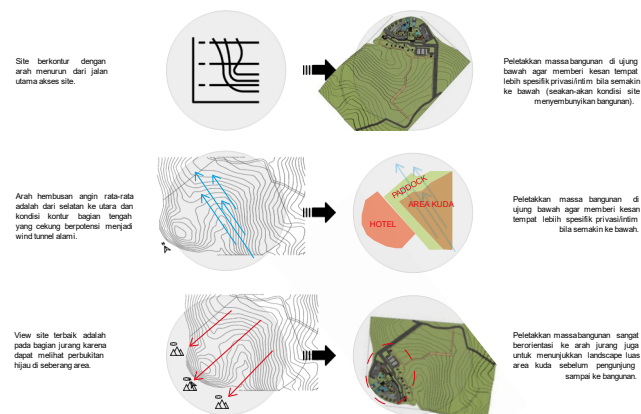 Site berkontur dengan
arah menurun dari jalan
utama akses site.
Peletakkan massa bangunan di ujung
bawah agar memberi kesan tempat
lebih spesifik privasi/intim bila semakin
ke bawah (seakan-akan kondisi site
menyembunyikan bangunan).
Arah hembusan angin rata-rata
adalah dari selatan ke utara dan
kondisi kontur bagian tengah
yang cekung berpotensi menjadi
wind tunnel alami.
PADDOCK
AREA KUDA
HOTEL
Peletakkan massa bangunan di
ujung bawah agar memberi kesan
tempat lebiih spesifik privasi/intim
bila semakin ke bawah.
View site terbaik adalah
pada bagian jurang karena
dapat melihat perbukitan
hijau di seberang area.
Peletakkan massa bangunan sangat
berorientasi ke arah jurang juga
untuk menunjukkan landscape luas
area kuda sebelum pengunjung
sampai ke bangunan.